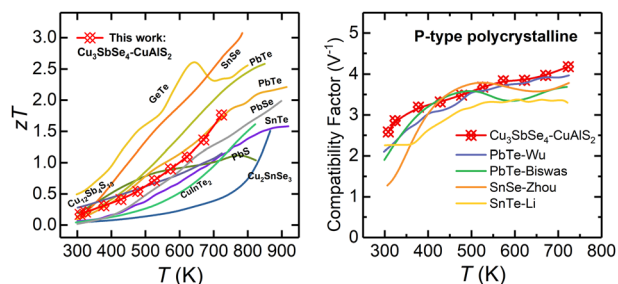 3.0
2.5
2.0
1.5
1.0
0.5
0.0
zT
This work:
Cu3SbSe4-CuAlS2
SnSe
PbTe
GeTe
PbTe
PbSe
SnTe
PbS
Cu12Sb4S13
CuInTe2
Cu2SnSe3
300 400 500 600 700 800 900
T (K)
P-type polycrystalline
5
4
3
2
1
0
Compatibility Factor (V-1)
Cu3SbSe4-CuAlS2
PbTe-Wu
PbTe-Biswas
SnSe-Zhou
SnTe-Li
200 300 400 500 600 700 800
T (K)